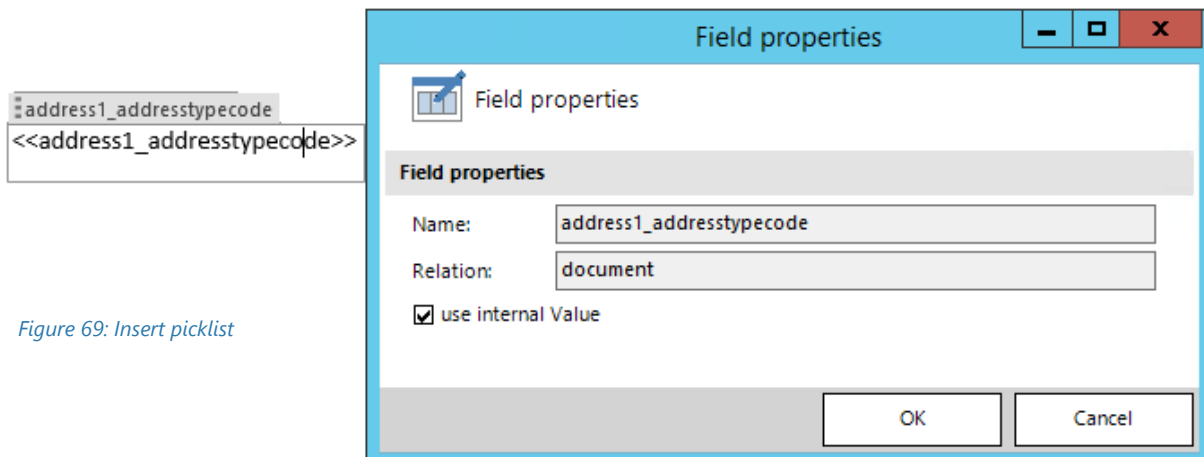 address1_addresstypecode
<<address1_addresstypecode>>
Figure 69: Insert picklist
Field properties
Field properties
Field properties
Name: address1_addresstypecode
Relation: document
use internal Value
OK Cancel